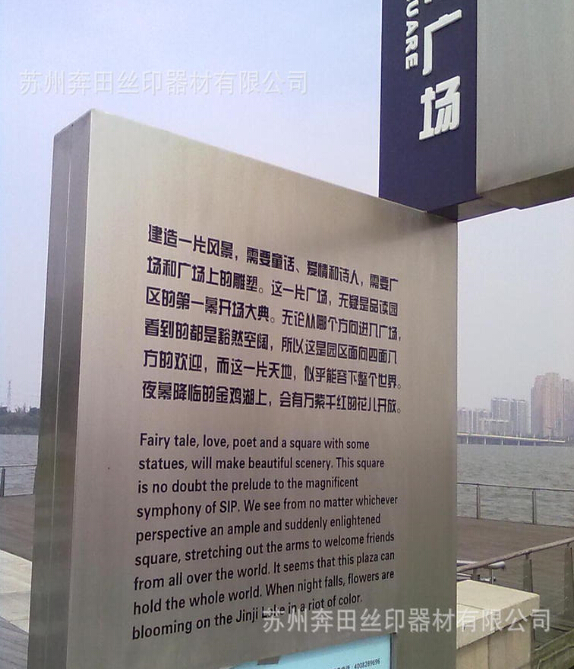 苏州奔田丝印器材有限公司
广场
UARE
建造一片风景，需要童话、爱情和诗人，需要广
场和广场上的雕塑。这一片广场，无疑是品读园
区的第一幕开场大典。无论从哪个方向进入广场，
看到的都是豁然空阔，所以这是园区面向四面八
方的欢迎，而这一片天地，似乎能容下整个世界。
夜幕降临的金鸡湖上，会有万紫千红的花儿开放。
Fairy tale, love, poet and a square with some
statues, will make beautiful scenery. This square
is no doubt the prelude to the magnificent
symphony of SIP. We see from no matter whichever
perspective an ample and suddenly enlightened
square, stretching out the arms to welcome friends
from all over the world. It seems that this plaza can
hold the whole world. When night falls, flowers are
blooming on the Jinji Lake in a riot of color.
苏州奔田丝印器材有限公司